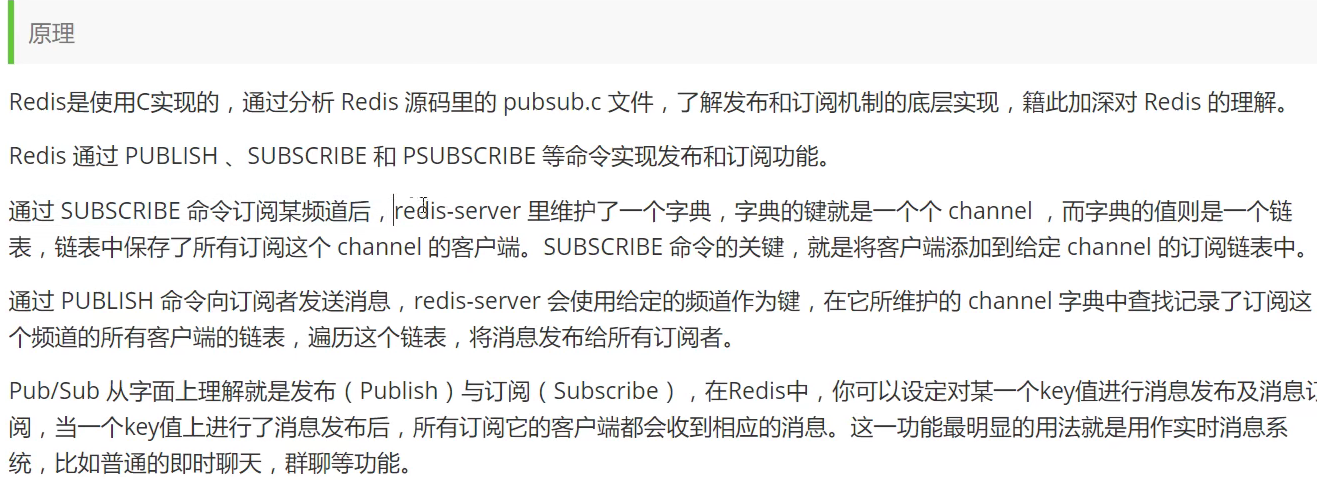 原理
Redis是使用C实现的，通过分析 Redis 源码里的 pubsub.c 文件，了解发布和订阅机制的底层实现，籍此加深对 Redis 的理解。
Redis 通过 PUBLISH 、SUBSCRIBE 和 PSUBSCRIBE 等命令实现发布和订阅功能。
通过 SUBSCRIBE 命令订阅某频道后，redis-server 里维护了一个字典，字典的键就是一个个 channel ，而字典的值则是一个链
表，链表中保存了所有订阅这个 channel 的客户端。SUBSCRIBE 命令的关键，就是将客户端添加到给定 channel 的订阅链表中。
通过 PUBLISH 命令向订阅者发送消息，redis-server 会使用给定的频道作为键，在它所维护的 channel 字典中查找记录了订阅这
个频道的所有客户端的链表，遍历这个链表，将消息发布给所有订阅者。
Pub/Sub 从字面上理解就是发布（Publish）与订阅（Subscribe），在Redis中，你可以设定对某一个key值进行消息发布及消息订
阅，当一个key值上进行了消息发布后，所有订阅它的客户端都会收到相应的消息。这一功能最明显的用法就是用作实时消息系
统，比如普通的即时聊天，群聊等功能。